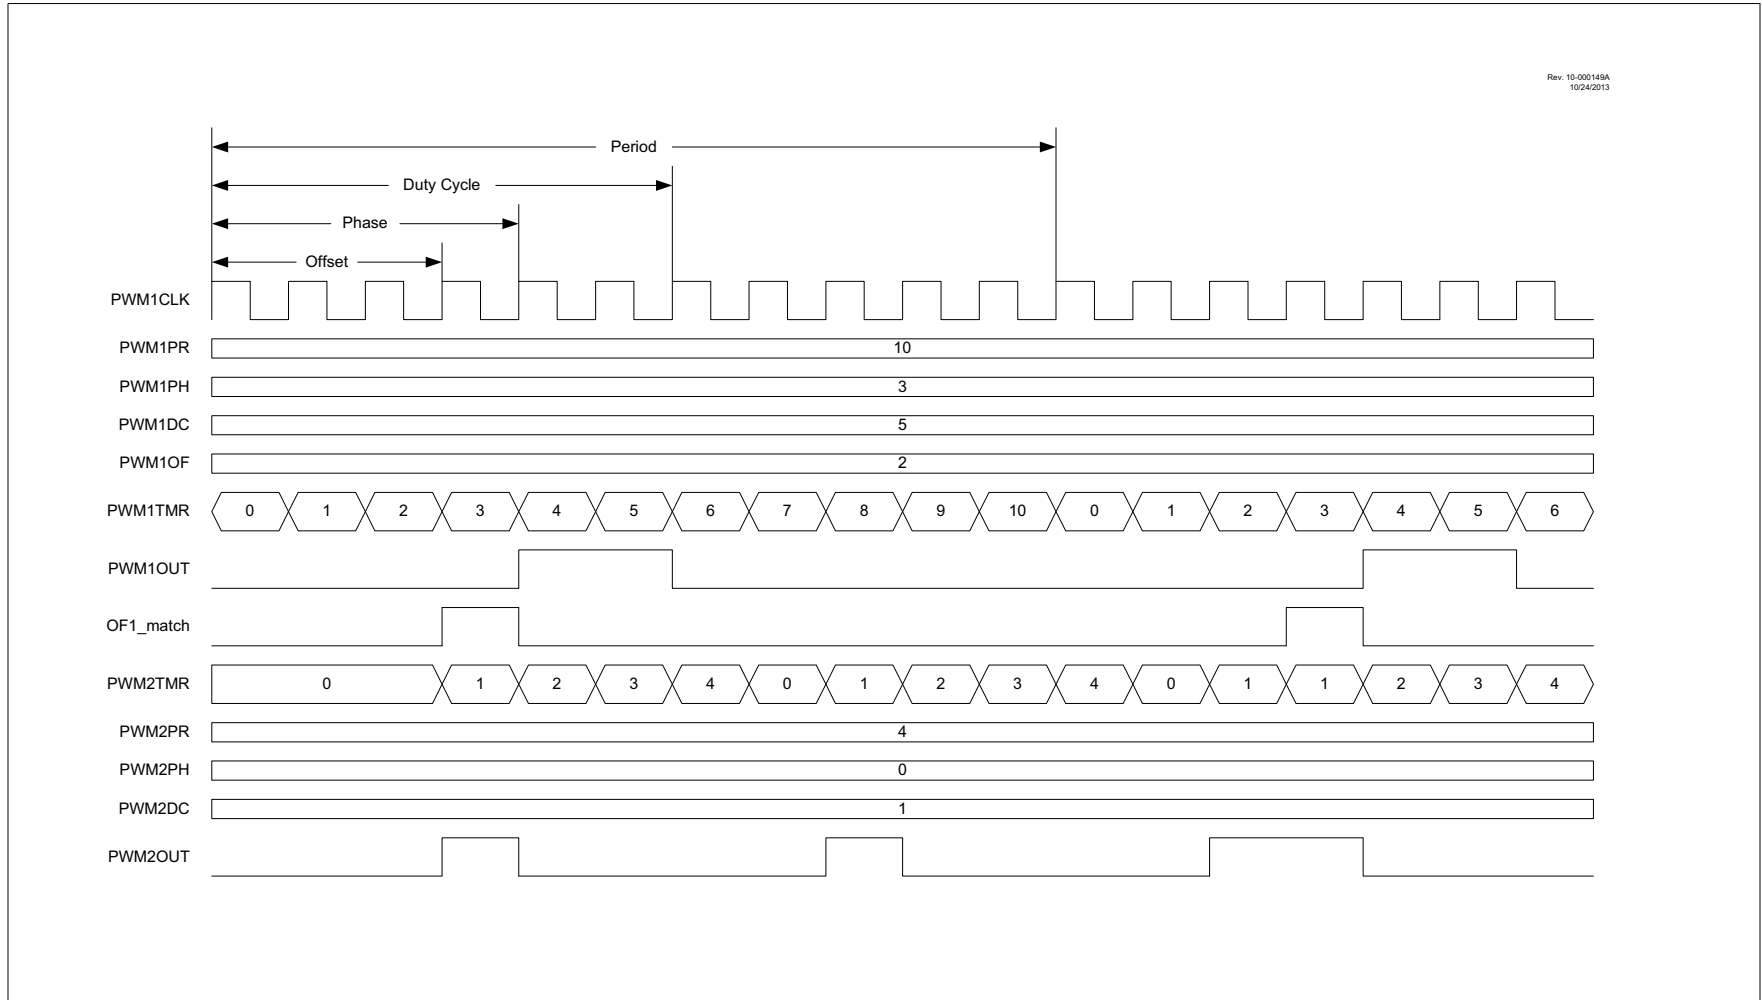 Rev. 10-000149A
10/24/2013
Period
Duty Cycle
Phase
Offset
PWM1CLK
PWM1PR 10
PWM1PH 3
PWM1DC 5
PWM1OF 2
PWM1TMR 0 1 2 3 4 5 6 7 8 9 10 0 1 2 3 4 5 6
PWM1OUT
OF1_match
PWM2TMR 0 1 2 3 4 0 1 2 3 4 0 1 1 2 3 4
PWM2PR 4
PWM2PH 0
PWM2DC 1
PWM2OUT